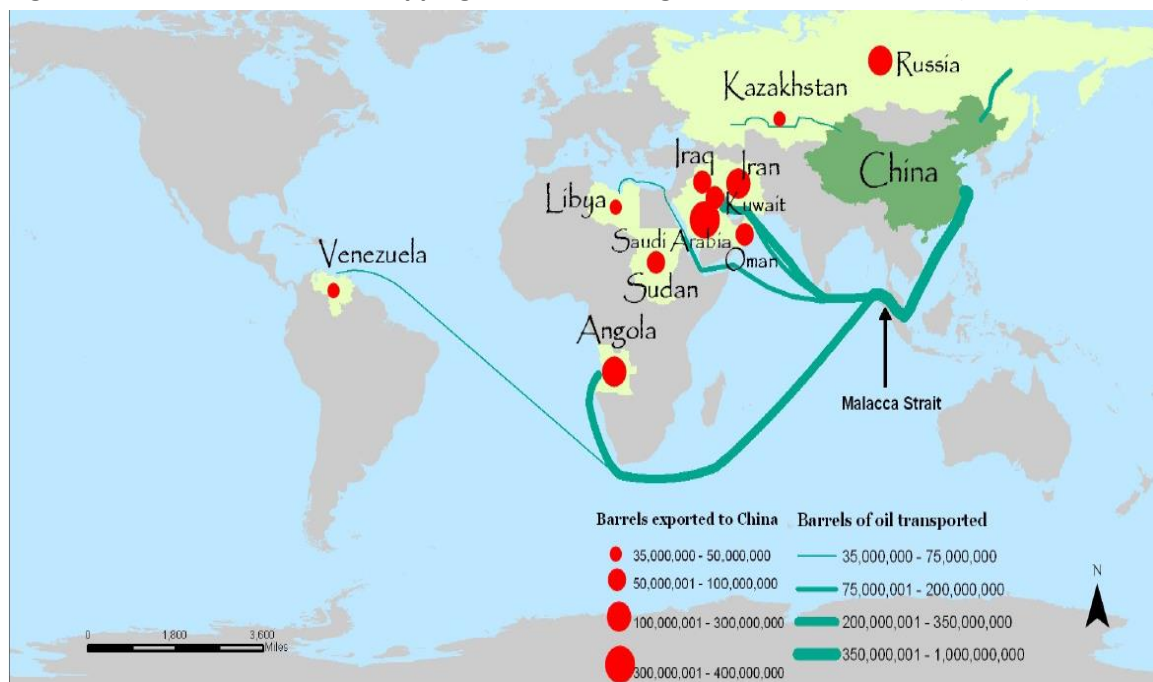 Russia
Kazakhstan
Iraq
Iran
China
Libya
Kuwait
Saudi Arabia
Oman
Venezuela
Sudan
Angola
Malacca Strait
Barrels exported to China
35,000,000 - 50,000,000
50,000,001 - 100,000,000
100,000,001 - 300,000,000
300,000,001 - 400,000,000
Barrels of oil transported
35,000,000 - 75,000,000
75,000,001 - 200,000,000
200,000,001 - 350,000,000
350,000,001 - 1,000,000,000
N
0 1,800 3,600
Miles